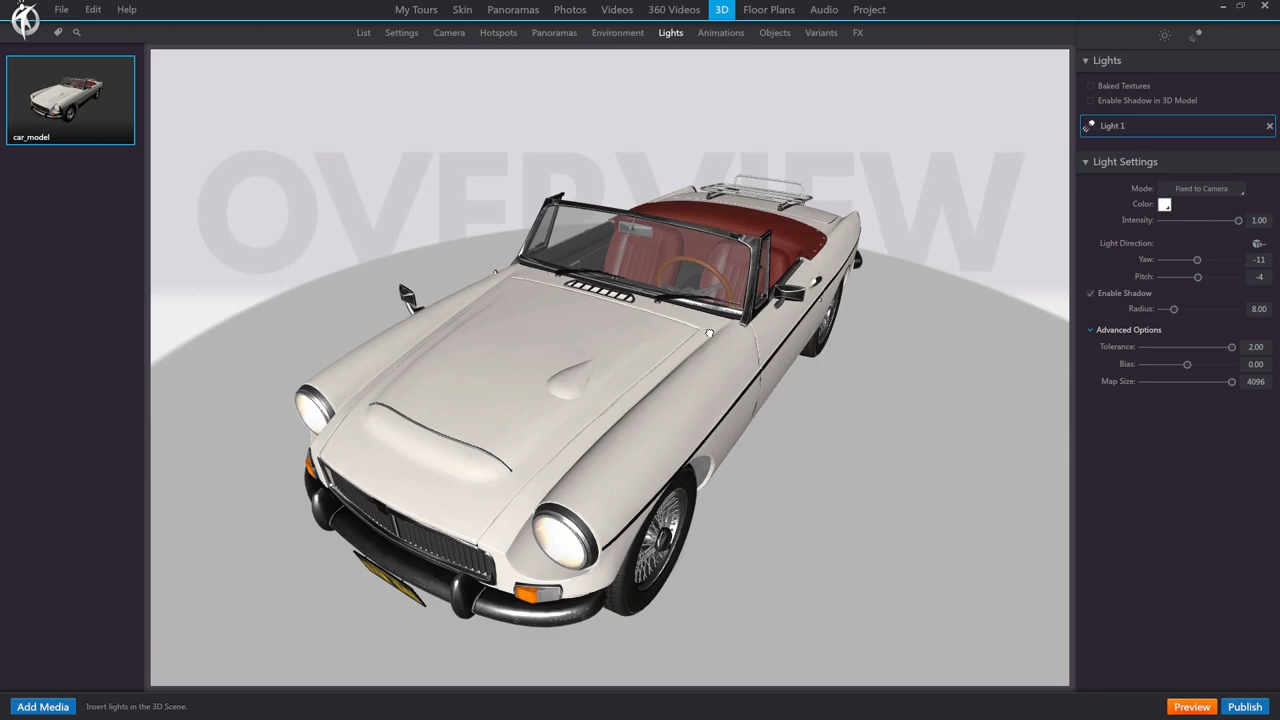 File Edit Help My Tours Skin Panoramas Photos Videos 360 Videos 3D Floor Plans Audio Project
List Settings Camera Hotspots Panoramas Environment Lights Animations Objects Variants FX
car_model
OVERVIEW
Lights
Baked Textures
Enable Shadow in 3D Model
Light 1
Light Settings
Mode: Fixed to Camera
Color:
Intensity: 1.00
Light Direction:
Yaw: -11
Pitch: -4
Enable Shadow
Radius: 8.00
Advanced Options
Tolerance: 2.00
Bias: 0.00
Map Size: 4096
Add Media Insert lights in the 3D Scene. Preview Publish